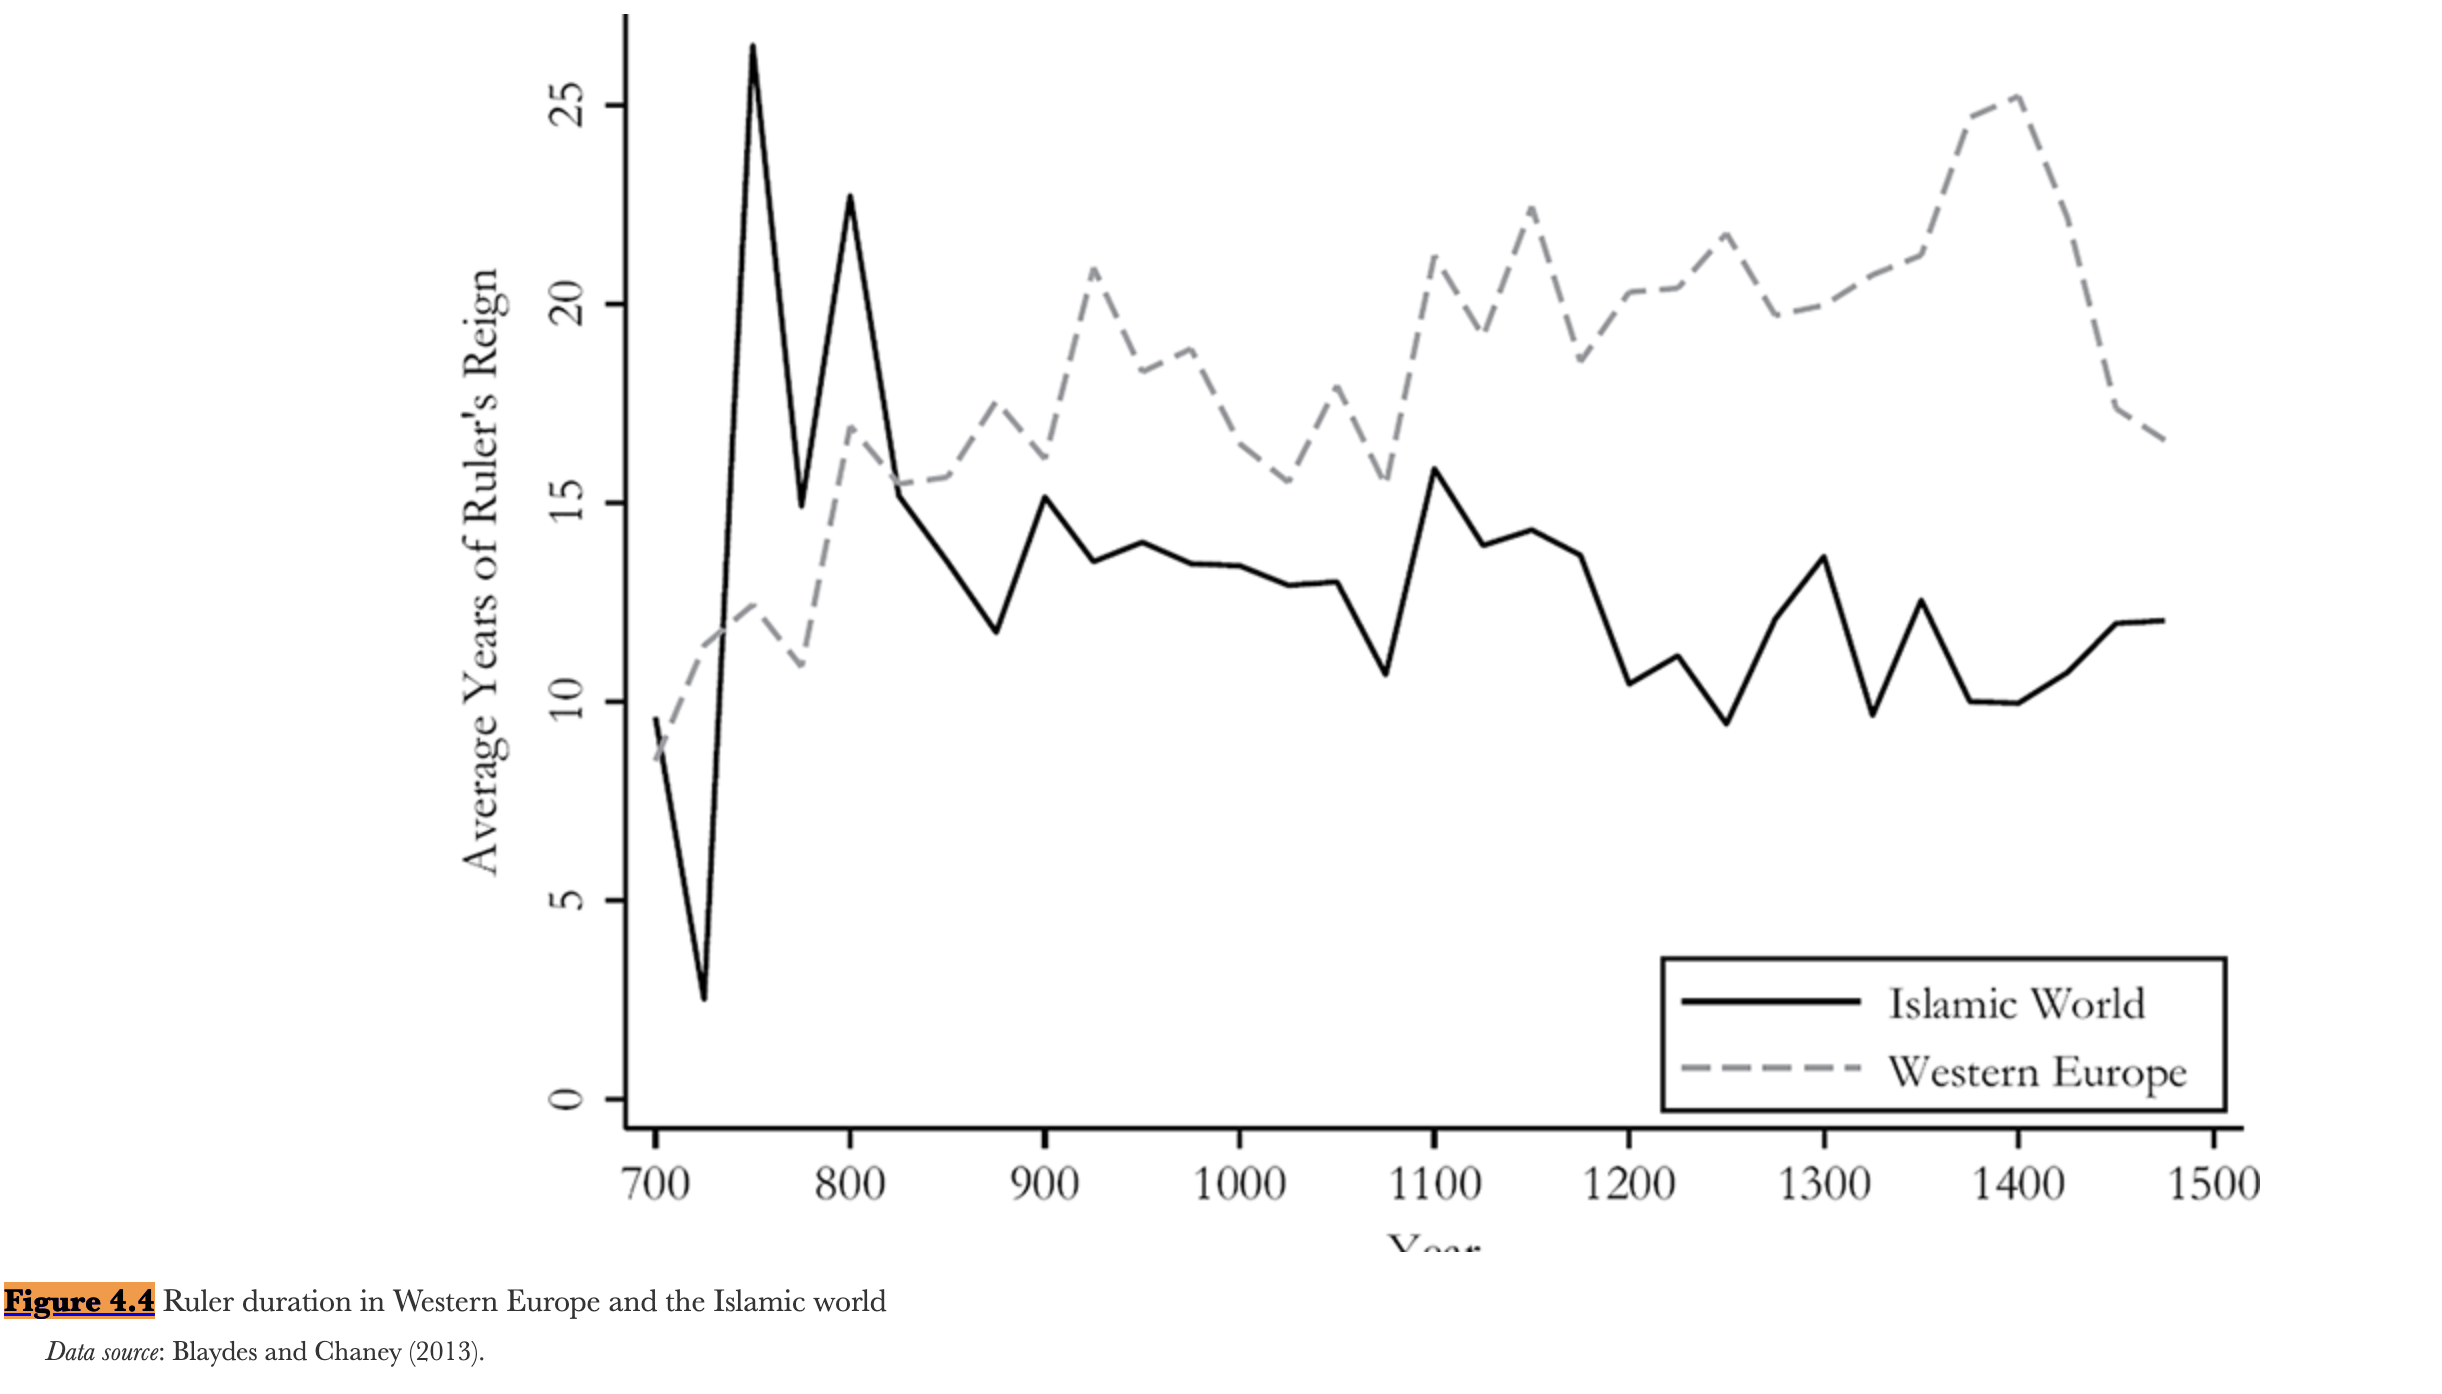 Average Years of Ruler's Reign
25
20
15
10
5
0
Islamic World
Western Europe
700 800 900 1000 1100 1200 1300 1400 1500
Year
Figure 4.4 Ruler duration in Western Europe and the Islamic world
Data source: Blaydes and Chaney (2013).